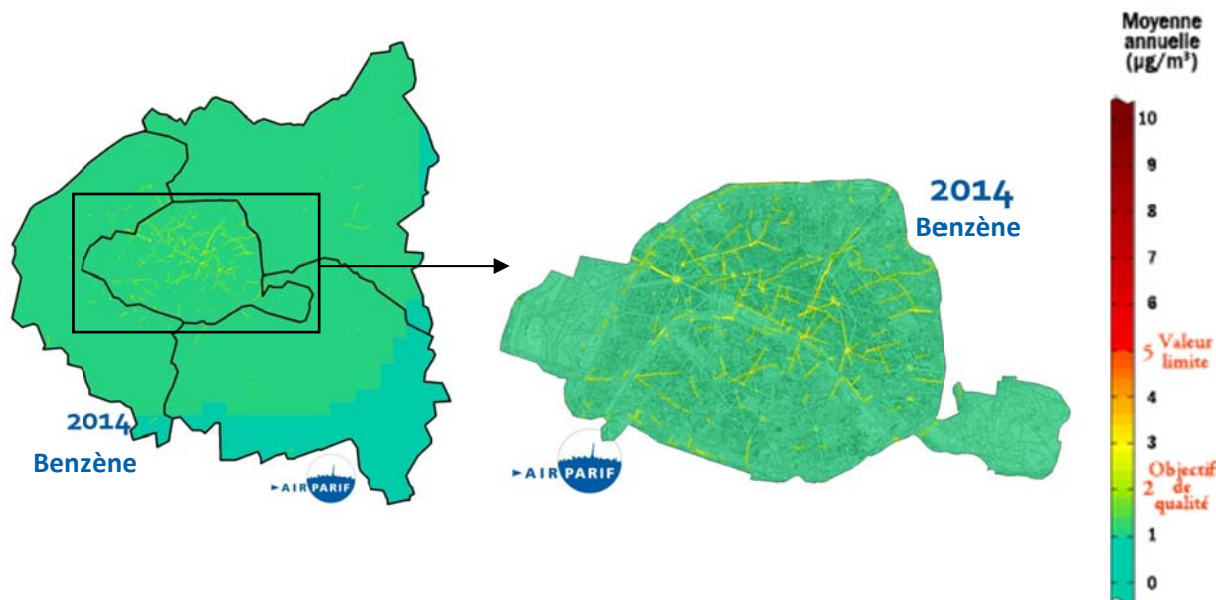 Moyenne
annuelle
(µg/m³)
10
9
8
7
6
5 Valeur
limite
4
3
Objectif
2 de
qualité
1
0
2014
Benzène
AIRPARIF
2014
Benzène
AIRPARIF